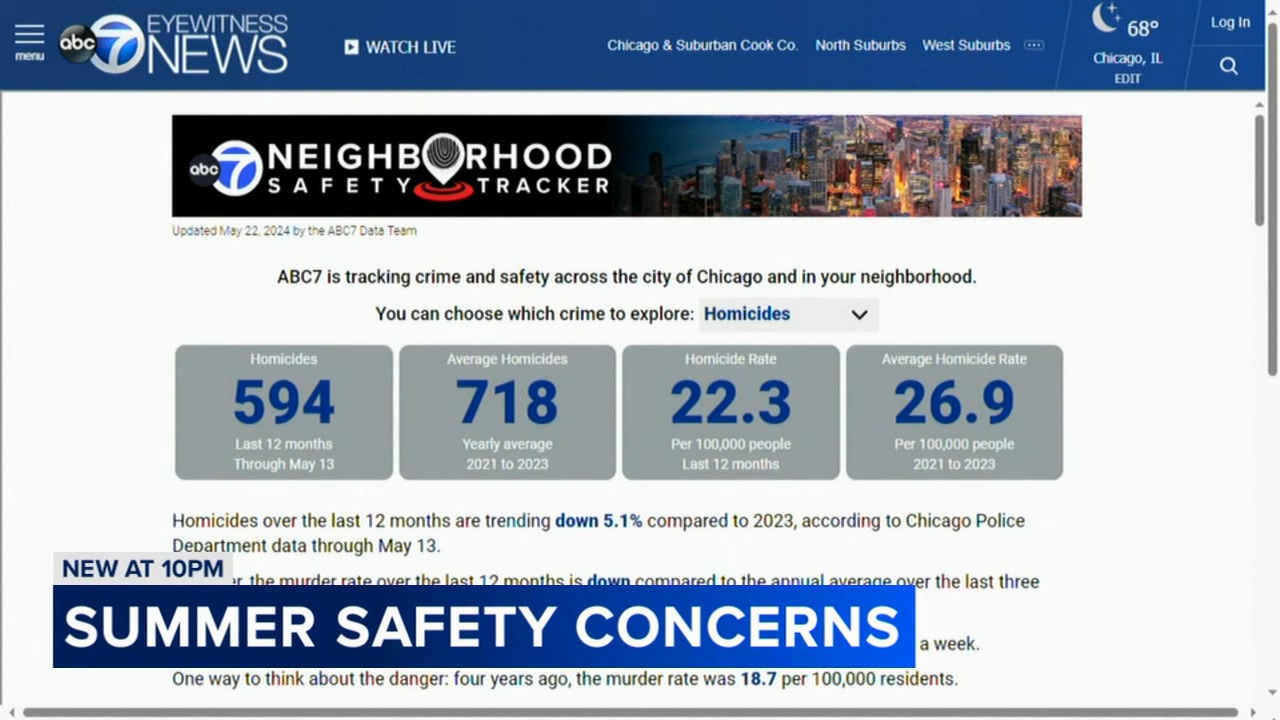 menu
abc 7 EYEWITNESS NEWS
WATCH LIVE
Chicago & Suburban Cook Co. North Suburbs West Suburbs
68°
Chicago, IL
EDIT
Log In
abc 7 NEIGHBORHOOD
SAFETY TRACKER
Updated May 22, 2024 by the ABC7 Data Team
ABC7 is tracking crime and safety across the city of Chicago and in your neighborhood.
You can choose which crime to explore: Homicides
Homicides
594
Last 12 months
Through May 13
Average Homicides
718
Yearly average
2021 to 2023
Homicide Rate
22.3
Per 100,000 people
Last 12 months
Average Homicide Rate
26.9
Per 100,000 people
2021 to 2023
Homicides over the last 12 months are trending down 5.1% compared to 2023, according to Chicago Police
Department data through May 13.
the murder rate over the last 12 months is down compared to the annual average over the last three
NEW AT 10PM
SUMMER SAFETY CONCERNS
a week.
One way to think about the danger: four years ago, the murder rate was 18.7 per 100,000 residents.